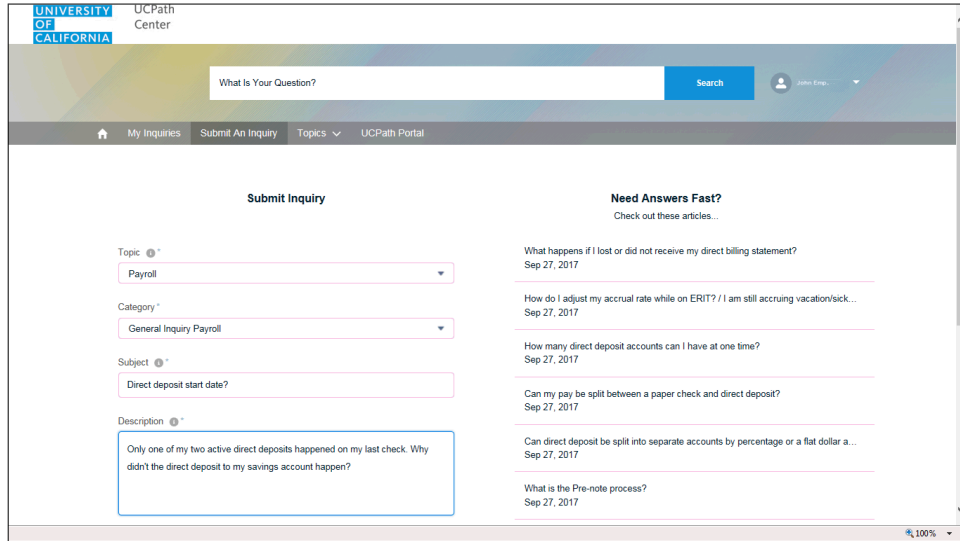 UNIVERSITY
OF
CALIFORNIA
UCPath
Center
What Is Your Question?
Search
John Emp...
My Inquiries
Submit An Inquiry
Topics
UCPath Portal
Submit Inquiry
Topic *
Payroll
Category *
General Inquiry Payroll
Subject *
Direct deposit start date?
Description *
Only one of my two active direct deposits happened on my last check. Why
didn't the direct deposit to my savings account happen?
Need Answers Fast?
Check out these articles...
What happens if I lost or did not receive my direct billing statement?
Sep 27, 2017
How do I adjust my accrual rate while on ERIT? / I am still accruing vacation/sick...
Sep 27, 2017
How many direct deposit accounts can I have at one time?
Sep 27, 2017
Can my pay be split between a paper check and direct deposit?
Sep 27, 2017
Can direct deposit be split into separate accounts by percentage or a flat dollar a...
Sep 27, 2017
What is the Pre-note process?
Sep 27, 2017
100%